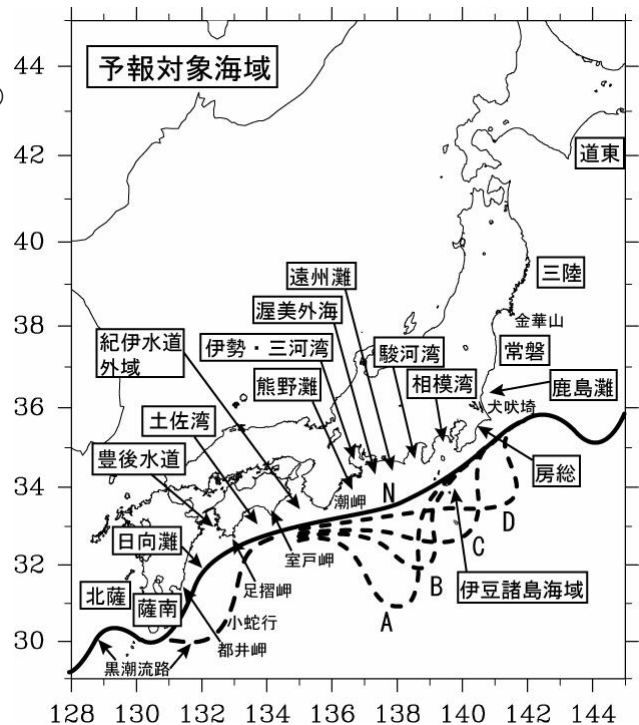 )
予報対象海域
44
42
40
38
36
34
32
30
128 130 132 134 136 138 140 142 144
道東
三陸
金華山
常磐
鹿島灘
犬吠埼
房総
遠州灘
渥美外海
伊勢・三河湾
熊野灘
駿河湾
相模湾
紀伊水道
外域
土佐湾
豊後水道
日向灘
北薩
薩南
潮岬
室戸岬
足摺岬
都井岬
小蛇行
黒潮流路
伊豆諸島海域
N
A
B
C
D